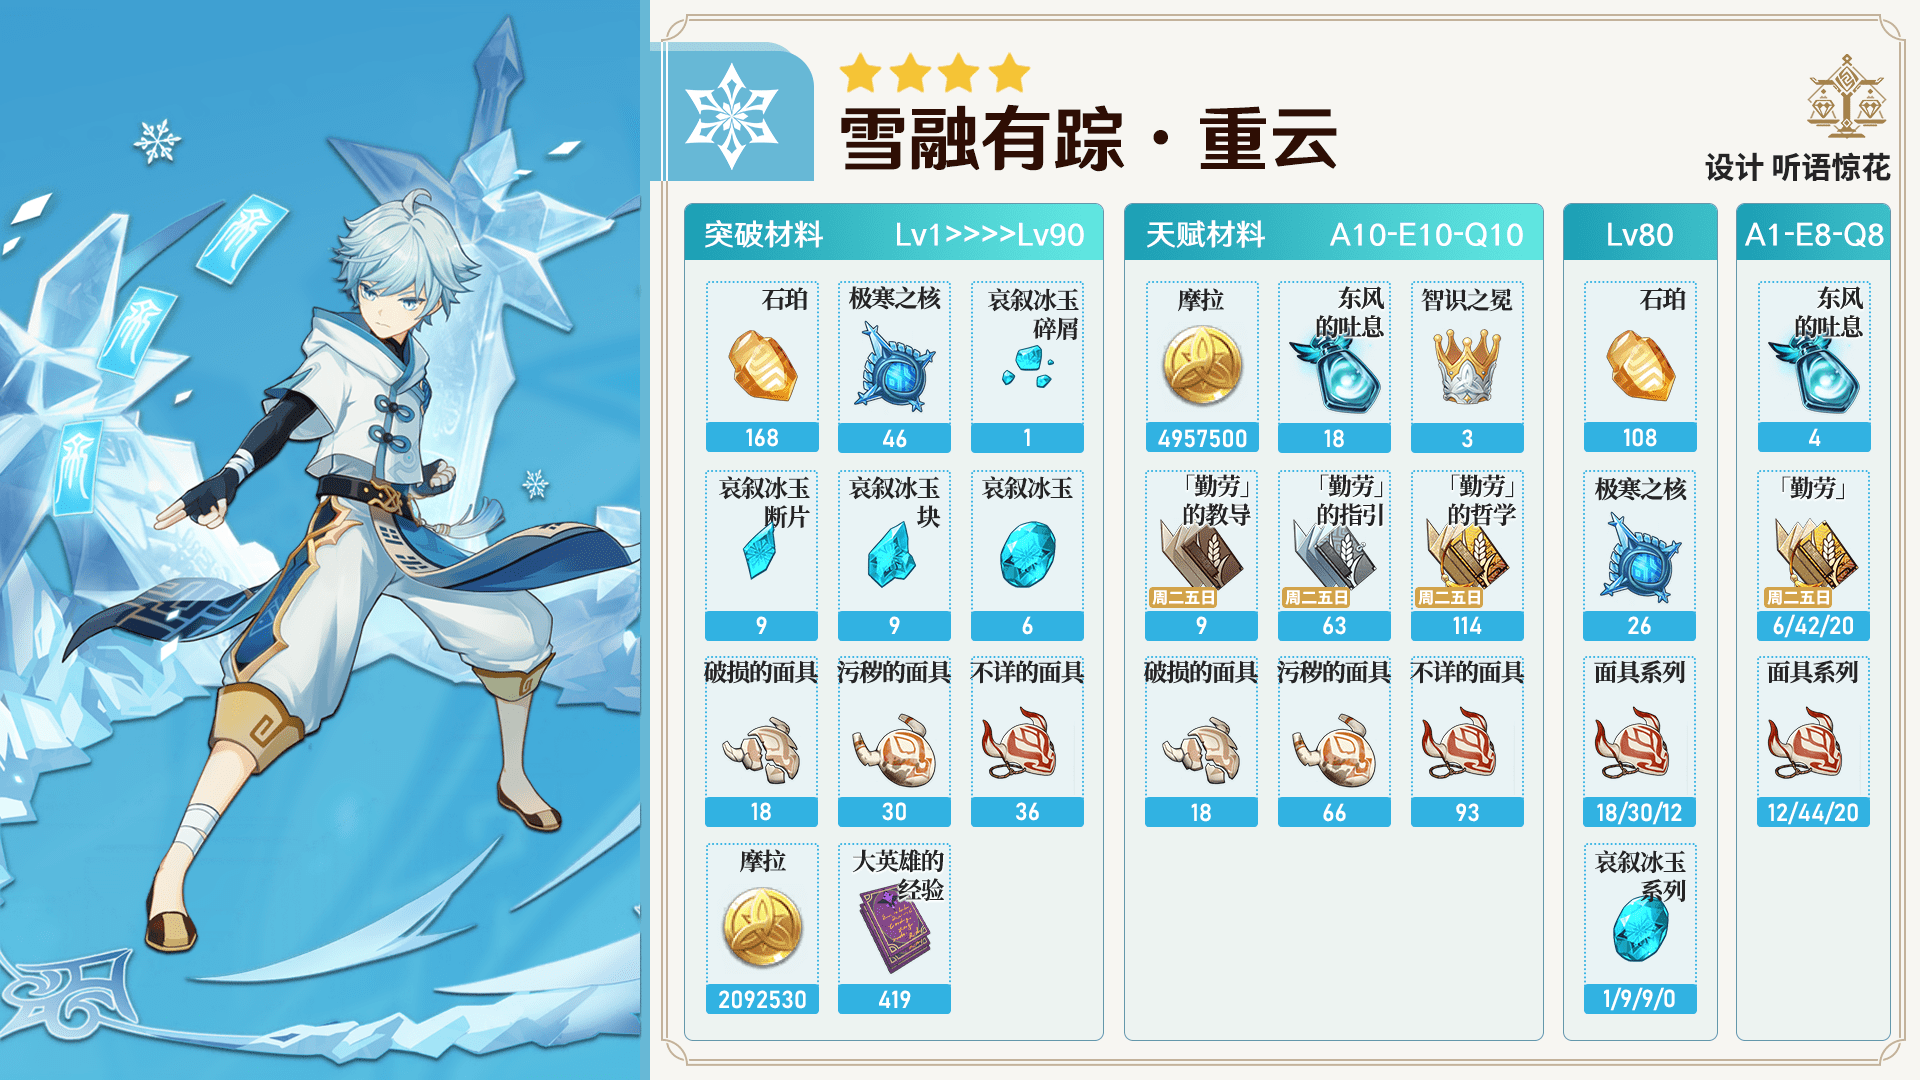 雪融有踪·重云
设计 听语惊花
突破材料 Lv1>>>>Lv90
石珀
168
极寒之核
46
哀叙冰玉
碎屑
1
哀叙冰玉
断片
9
哀叙冰玉
块
9
哀叙冰玉
6
破损的面具
18
污秽的面具
30
不详的面具
36
摩拉
2092530
大英雄的
经验
419
天赋材料 A10-E10-Q10
摩拉
4957500
东风
的吐息
18
智识之冕
3
「勤劳」
的教导
周二五日
9
「勤劳」
的指引
周二五日
63
「勤劳」
的哲学
周二五日
114
破损的面具
18
污秽的面具
66
不详的面具
93
Lv80
石珀
108
极寒之核
26
面具系列
18/30/12
哀叙冰玉
系列
1/9/9/0
A1-E8-Q8
东风
的吐息
4
「勤劳」
周二五日
6/42/20
面具系列
12/44/20